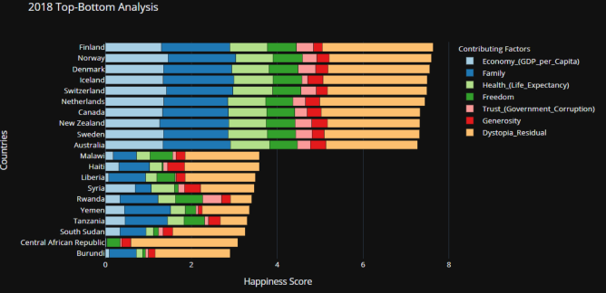 2018 Top-Bottom Analysis
Contributing Factors
Economy_(GDP_per_Capita)
Family
Health_(Life_Expectancy)
Freedom
Trust_(Government_Corruption)
Generosity
Dystopia_Residual
Countries
Finland
Norway
Denmark
Iceland
Switzerland
Netherlands
Canada
New Zealand
Sweden
Australia
Malawi
Haiti
Liberia
Syria
Rwanda
Yemen
Tanzania
South Sudan
Central African Republic
Burundi
0 2 4 6 8
Happiness Score